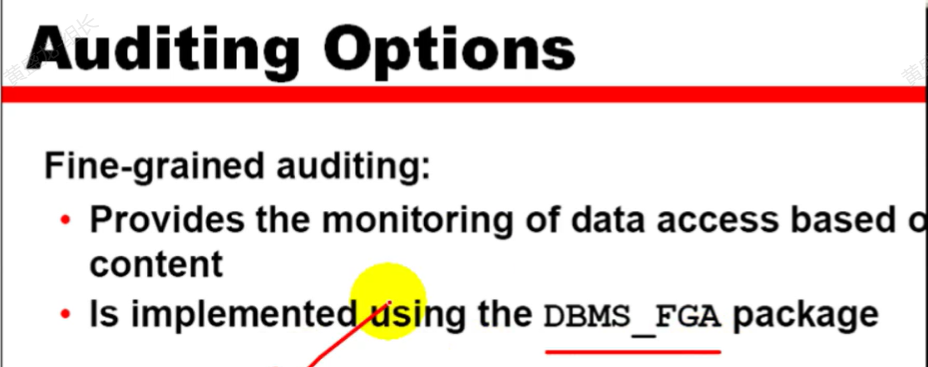 Auditing Options
Fine-grained auditing:
• Provides the monitoring of data access based o
content
• Is implemented using the DBMS_FGA package